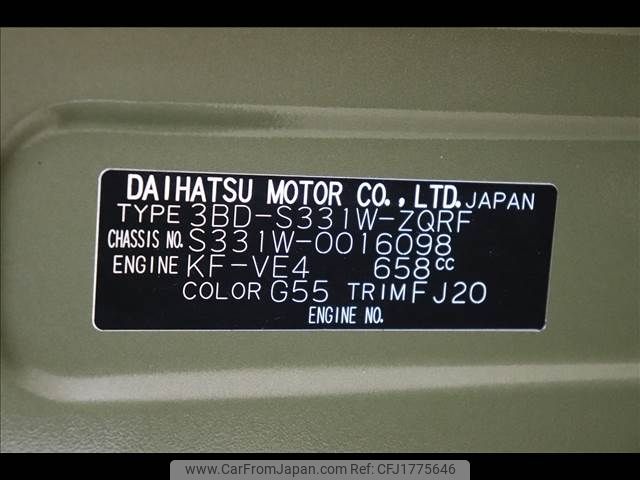 DAIHATSU MOTOR CO., LTD. JAPAN
TYPE 3BD-S331W-ZQRF
CHASSIS NO. S331W-0016098
ENGINE KF-VE4 658cc
COLOR G55 TRIM FJ20
ENGINE NO.
www.CarFromJapan.com CFJ1775646